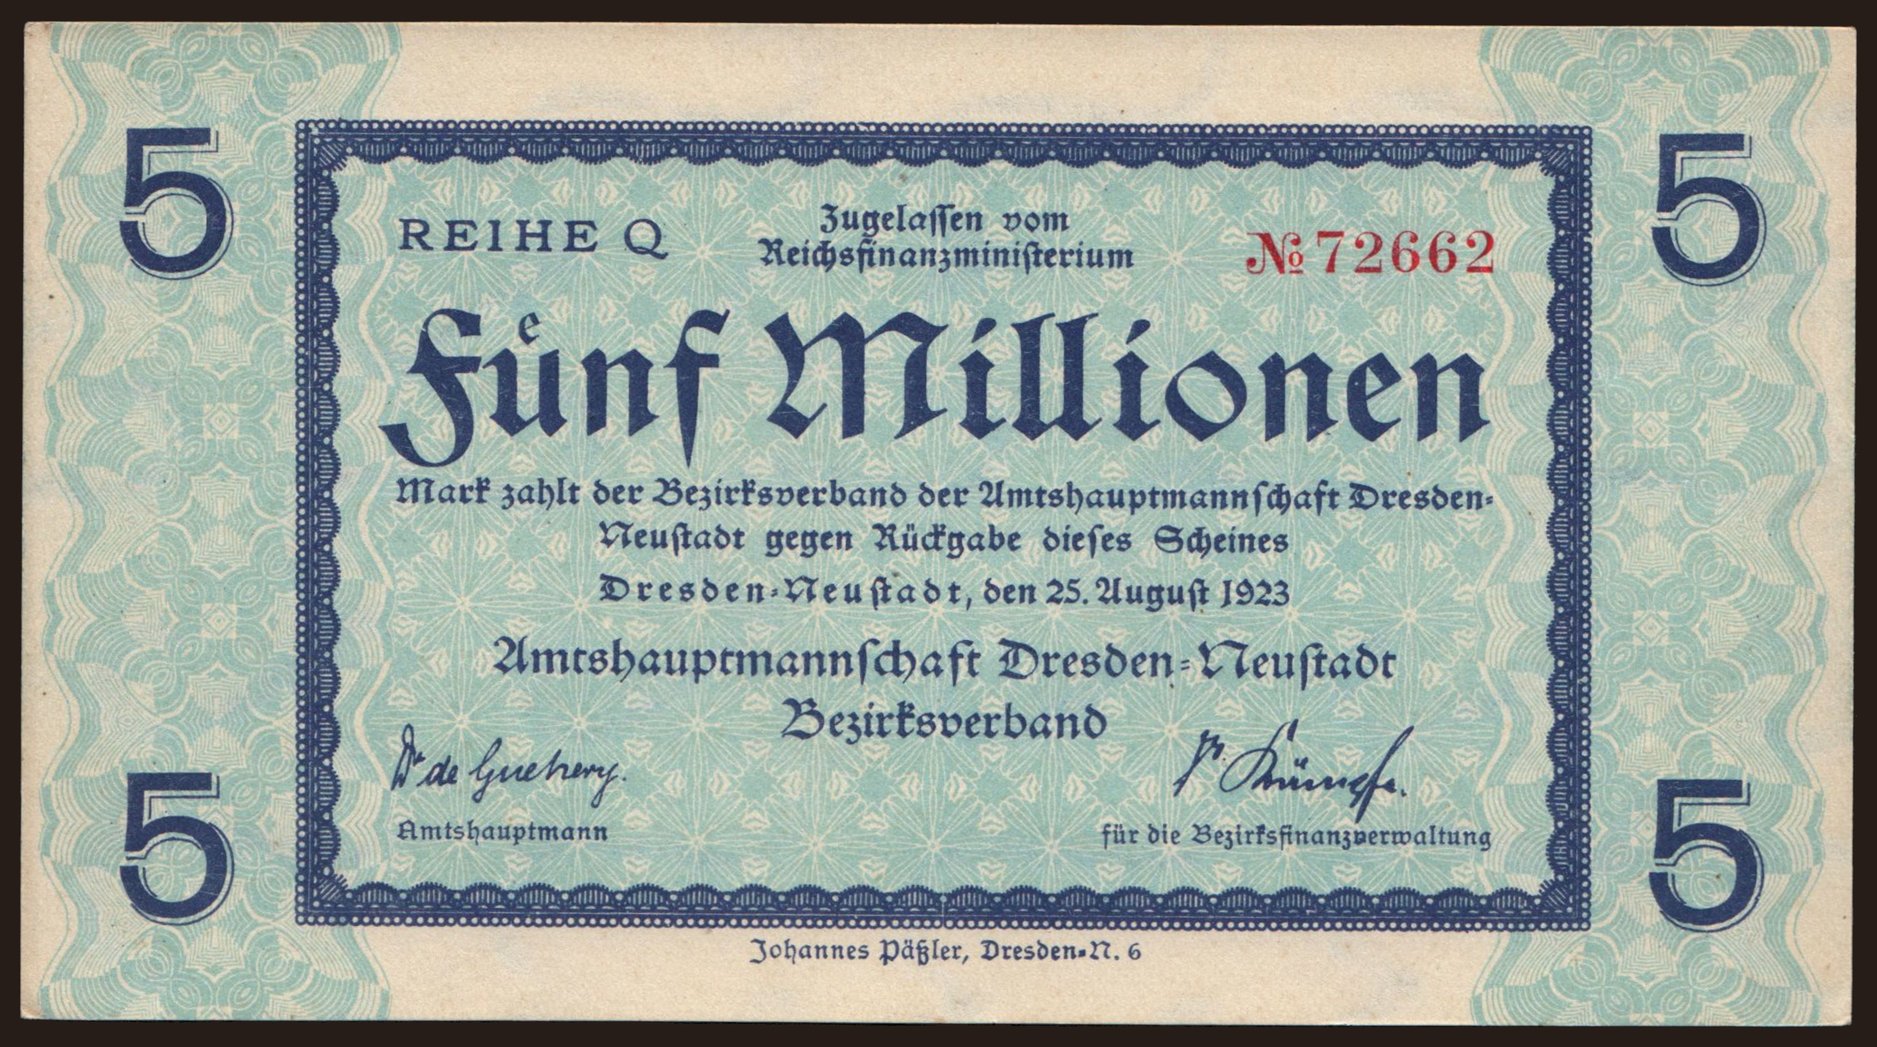 5
5
REIHE Q
Zugelassen vom
Reichsfinanzministerium
№ 72662
Fünf Millionen
Mark zahlt der Bezirksverband der Amtshauptmannschaft Dresden-
Neustadt gegen Rückgabe dieses Scheines
Dresden-Neustadt, den 25. August 1923
Amtshauptmannschaft Dresden-Neustadt
Bezirksverband
Dr de
Amtshauptmann
für die Bezirksfinanzverwaltung
5
5
Johannes Päßler, Dresden-N. 6